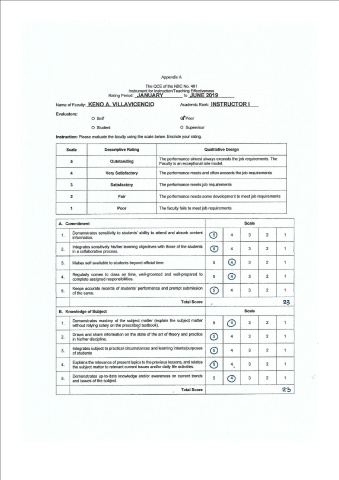 Appendix A
The QCE of the NBC No. 461
Instrument for Instruction/Teaching Effectiveness
Rating Period: JANUARY to JUNE 2019
Name of Faculty: KENO A. VILLAVICENCIO Academic Rank: INSTRUCTOR I
Evaluators:
O Self Peer
O Student O Supervisor
Instruction: Please evaluate the faculty using the scale below. Encircle your rating.
Scale Descriptive Rating Qualitative Design
5 Outstanding The performance almost always exceeds the job requirements. The Faculty is an exceptional role model
4 Very Satisfactory The performance meets and often exceeds the job requirements
3 Satisfactory The performance meets job requirements
2 Fair The performance needs some development to meet job requirements
1 Poor The faculty fails to meet job requirements
A. Commitment Scale
1. Demonstrates sensitivity to students' ability to attend and absorb content information. 5 4 3 2 1
2. Integrates sensitively his/her learning objectives with those of the students in a collaborative process. 5 4 3 2 1
3. Makes self available to students beyond official time 5 4 3 2 1
4. Regularly comes to class on time, well-groomed and well-prepared to complete assigned responsibilities. 5 4 3 2 1
5. Keeps accurate records of students' performance and prompt submission of the same. 5 4 3 2 1
Total Score 23
B. Knowledge of Subject Scale
1. Demonstrates mastery of the subject matter (explain the subject matter without relying solely on the prescribed textbook). 5 4 3 2 1
2. Draws and share information on the state of the art of theory and practice in his/her discipline. 5 4 3 2 1
3. Integrates subject to practical circumstances and learning intents/purposes of students 5 4 3 2 1
4. Explains the relevance of present topics to the previous lessons, and relates the subject matter to relevant current issues and/or daily life activities. 5 4 3 2 1
5. Demonstrates up-to-date knowledge and/or awareness on current trends and issues of the subject 5 4 3 2 1
Total Score 23